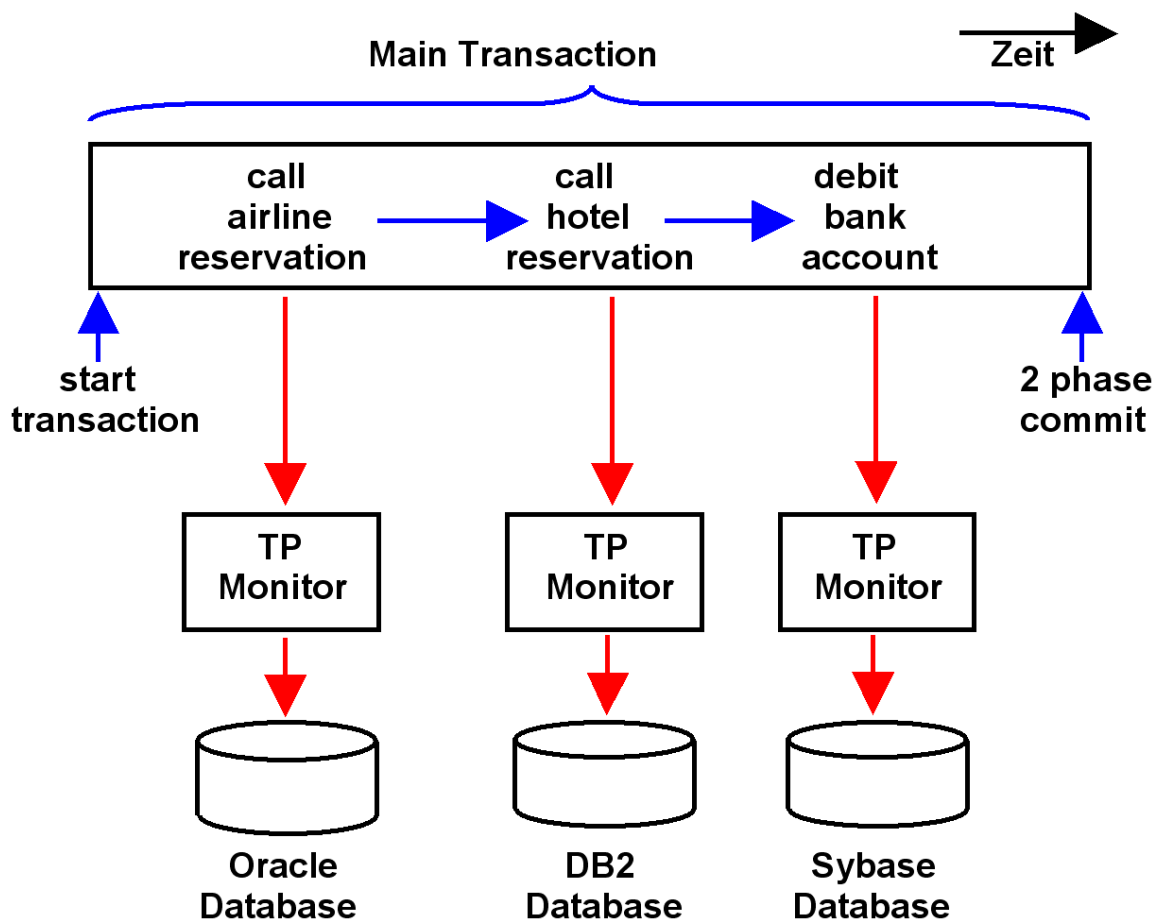 Main Transaction
Zeit
call
airline
reservation
call
hotel
reservation
debit
bank
account
start
transaction
2 phase
commit
TP
Monitor
TP
Monitor
TP
Monitor
Oracle
Database
DB2
Database
Sybase
Database